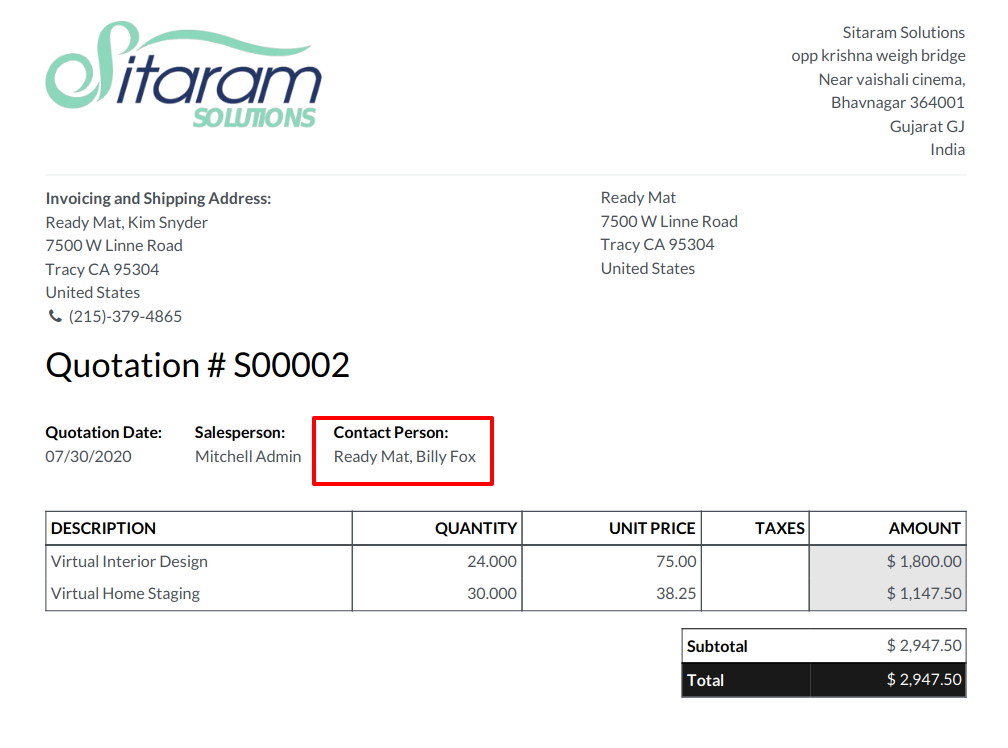 Sitaram
SOLUTIONS
Sitaram Solutions
opp krishna weigh bridge
Near vaishali cinema,
Bhavnagar 364001
Gujarat GJ
India
Invoicing and Shipping Address:
Ready Mat, Kim Snyder
7500 W Linne Road
Tracy CA 95304
United States
(215)-379-4865
Ready Mat
7500 W Linne Road
Tracy CA 95304
United States
Quotation # S00002
Quotation Date: Salesperson: Contact Person:
07/30/2020 Mitchell Admin Ready Mat, Billy Fox
DESCRIPTION QUANTITY UNIT PRICE TAXES AMOUNT
Virtual Interior Design 24.000 75.00 $ 1,800.00
Virtual Home Staging 30.000 38.25 $ 1,147.50
Subtotal $ 2,947.50
Total $ 2,947.50